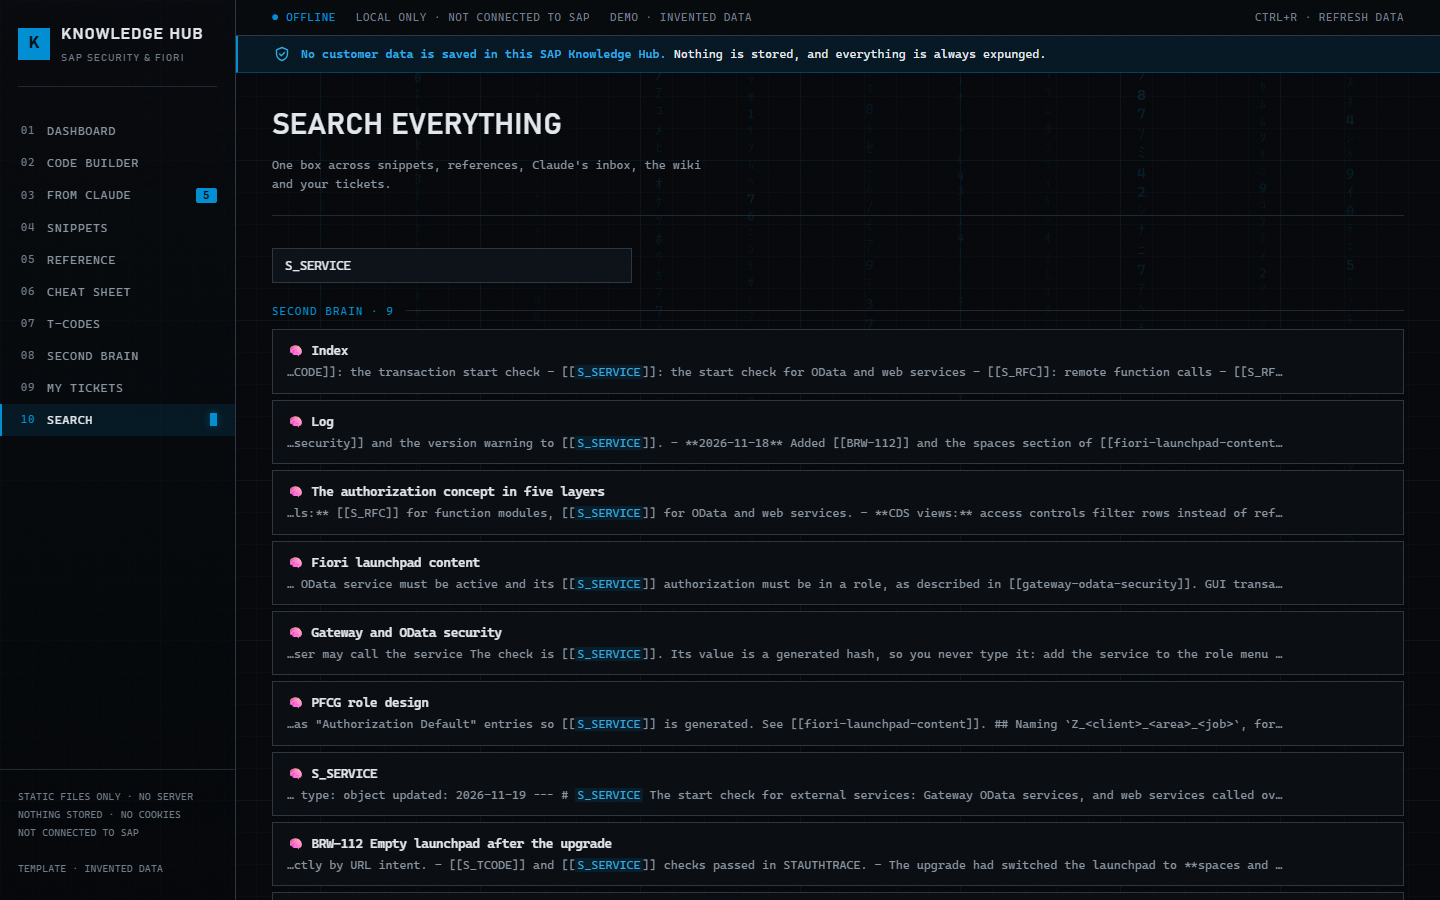 K
KNOWLEDGE HUB
SAP SECURITY & FIORI
01 DASHBOARD
02 CODE BUILDER
03 FROM CLAUDE 5
04 SNIPPETS
05 REFERENCE
06 CHEAT SHEET
07 T-CODES
08 SECOND BRAIN
09 MY TICKETS
10 SEARCH
STATIC FILES ONLY · NO SERVER
NOTHING STORED · NO COOKIES
NOT CONNECTED TO SAP
TEMPLATE · INVENTED DATA
OFFLINE LOCAL ONLY · NOT CONNECTED TO SAP DEMO · INVENTED DATA CTRL+R · REFRESH DATA
No customer data is saved in this SAP Knowledge Hub. Nothing is stored, and everything is always expunged.
SEARCH EVERYTHING
One box across snippets, references, Claude's inbox, the wiki
and your tickets.
S_SERVICE
SECOND BRAIN · 9
Index
…CODE]]: the transaction start check - [[S_SERVICE]]: the start check for OData and web services - [[S_RFC]]: remote function calls - [[S_RF…
Log
…security]] and the version warning to [[S_SERVICE]]. - **2026-11-18** Added [[BRW-112]] and the spaces section of [[fiori-launchpad-content…
The authorization concept in five layers
…ls:** [[S_RFC]] for function modules, [[S_SERVICE]] for OData and web services. - **CDS views:** access controls filter rows instead of ref…
Fiori launchpad content
… OData service must be active and its [[S_SERVICE]] authorization must be in a role, as described in [[gateway-odata-security]]. GUI transa…
Gateway and OData security
…ser may call the service The check is [[S_SERVICE]]. Its value is a generated hash, so you never type it: add the service to the role menu …
PFCG role design
…as "Authorization Default" entries so [[S_SERVICE]] is generated. See [[fiori-launchpad-content]]. ## Naming `Z_<client>_<area>_<job>`, for…
S_SERVICE
… type: object updated: 2026-11-19 --- # S_SERVICE The start check for external services: Gateway OData services, and web services called ov…
BRW-112 Empty launchpad after the upgrade
…ctly by URL intent. - [[S_TCODE]] and [[S_SERVICE]] checks passed in STAUTHTRACE. - The upgrade had switched the launchpad to **spaces and …